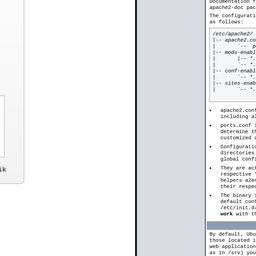 documentation f
apache2-doc pac
The configurati
as follows:
/etc/apache2/
|-- apache2.co
|       `--  p
|-- mods-enabl
|       |-- *.
|       `-- *.
|-- conf-enabl
|       `-- *.
|-- sites-enab
|       `-- *.
apache2.conf
including al
ports.conf i
determine th
customized a
Configuratio
directories
global confi
They are act
respective '
helpers a2en
their respec
The binary i
default conf
/etc/init.d/
work with th
ik
By default, Ubu
those located i
web application
as in /srv) you